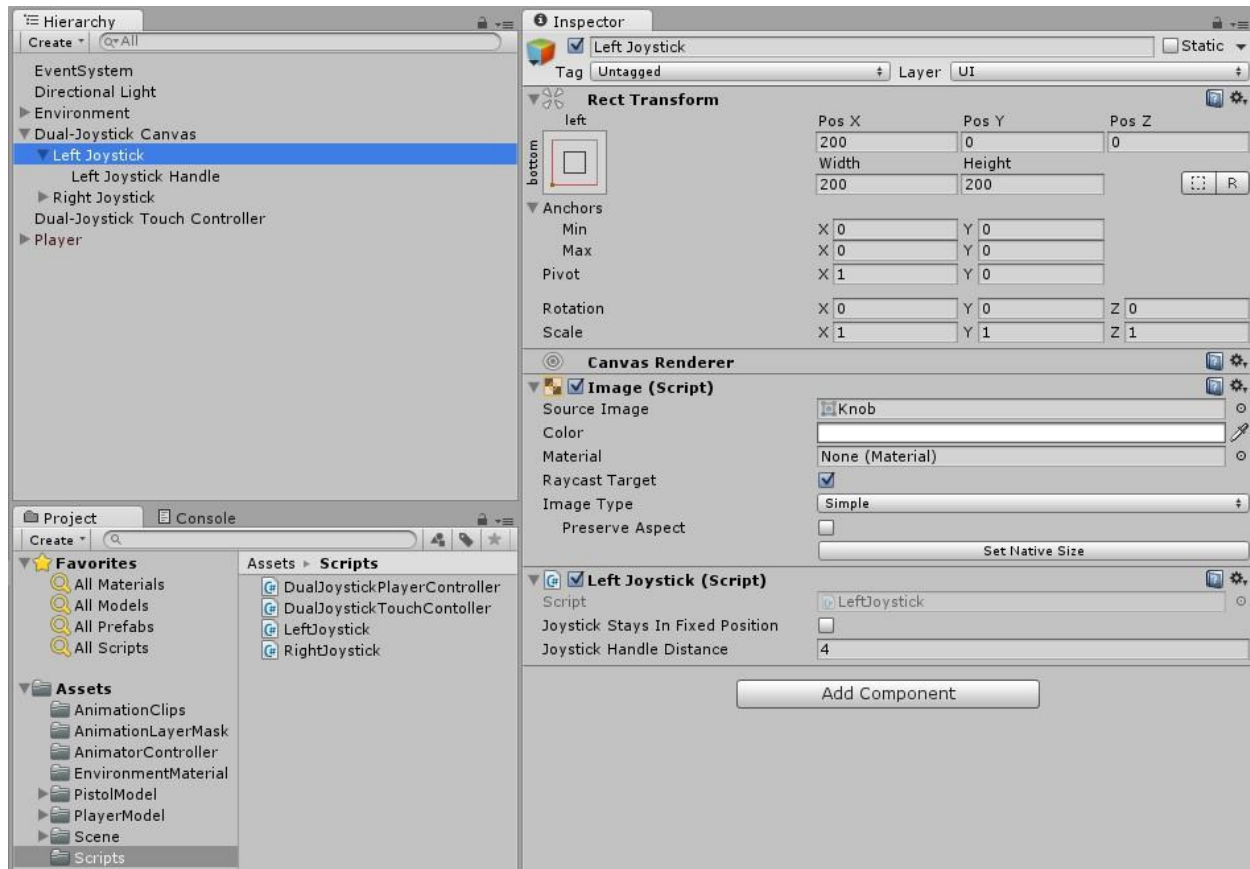 Hierarchy
Create
All
EventSystem
Directional Light
Environment
Dual-Joystick Canvas
Left Joystick
Left Joystick Handle
Right Joystick
Dual-Joystick Touch Controller
Player
Project Console
Create
Favorites
All Materials
All Models
All Prefabs
All Scripts
Assets
AnimationClips
AnimationLayerMask
AnimatorController
EnvironmentMaterial
PistolModel
PlayerModel
Scene
Scripts
Assets Scripts
DualJoystickPlayerController
DualJoystickTouchContoller
LeftJoystick
RightJoystick
Inspector
Left Joystick Static
Tag Untagged Layer UI
Rect Transform
left
bottom
Pos X Pos Y Pos Z
200 0 0
Width Height
200 200 R
Anchors
Min X 0 Y 0
Max X 0 Y 0
Pivot X 1 Y 0
Rotation X 0 Y 0 Z 0
Scale X 1 Y 1 Z 1
Canvas Renderer
Image (Script)
Source Image Knob
Color
Material None (Material)
Raycast Target
Image Type Simple
Preserve Aspect
Set Native Size
Left Joystick (Script)
Script LeftJoystick
Joystick Stays In Fixed Position
Joystick Handle Distance 4
Add Component